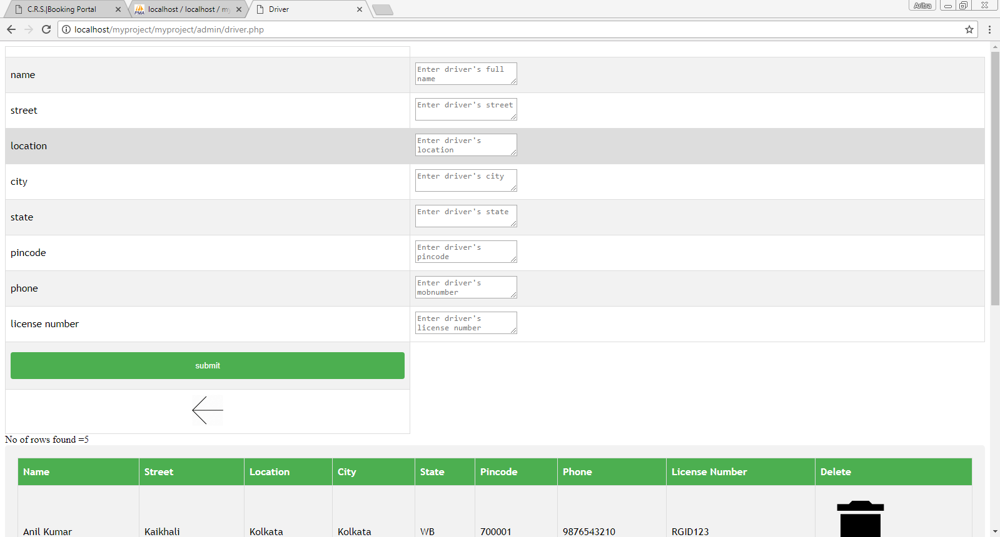 C.R.S.|Booking Portal
PMA localhost / localhost / my
Driver
Aritra
localhost/myproject/myproject/admin/driver.php
name
Enter driver's full
name
street
Enter driver's street
location
Enter driver's
location
city
Enter driver's city
state
Enter driver's state
pincode
Enter driver's
pincode
phone
Enter driver's
mobnumber
license number
Enter driver's
license number
submit
No of rows found =5
Name Street Location City State Pincode Phone License Number Delete
Anil Kumar Kaikhali Kolkata Kolkata WB 700001 9876543210 RGID123